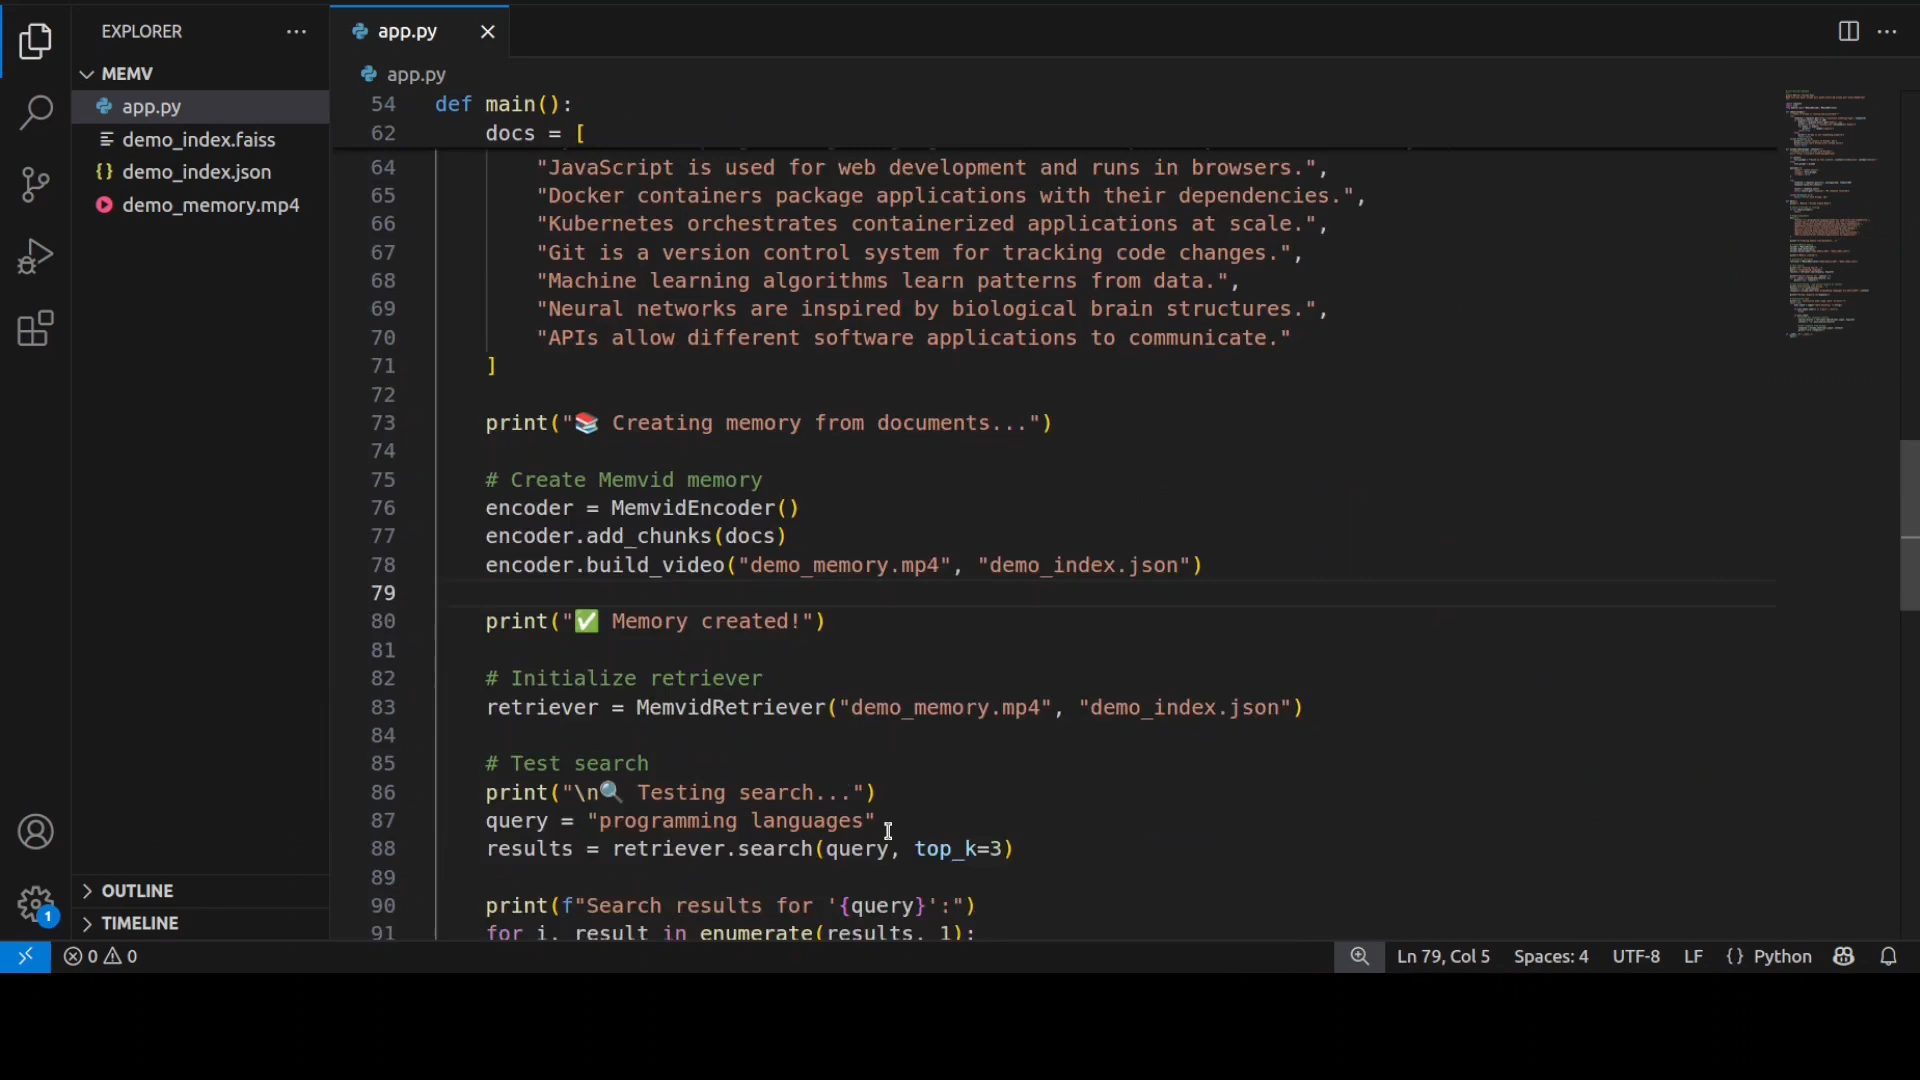 EXPLORER
MEMV
app.py
demo_index.faiss
demo_index.json
demo_memory.mp4
OUTLINE
TIMELINE
app.py
app.py
54 def main():
62 docs = [
64 "JavaScript is used for web development and runs in browsers.",
65 "Docker containers package applications with their dependencies.",
66 "Kubernetes orchestrates containerized applications at scale.",
67 "Git is a version control system for tracking code changes.",
68 "Machine learning algorithms learn patterns from data.",
69 "Neural networks are inspired by biological brain structures.",
70 "APIs allow different software applications to communicate."
71 ]
72
73 print("📚 Creating memory from documents...")
74
75 # Create Memvid memory
76 encoder = MemvidEncoder()
77 encoder.add_chunks(docs)
78 encoder.build_video("demo_memory.mp4", "demo_index.json")
79
80 print("✅ Memory created!")
81
82 # Initialize retriever
83 retriever = MemvidRetriever("demo_memory.mp4", "demo_index.json")
84
85 # Test search
86 print("\n🔍 Testing search...")
87 query = "programming languages"
88 results = retriever.search(query, top_k=3)
89
90 print(f"Search results for '{query}':")
91 for i, result in enumerate(results, 1):
1
0 0
Ln 79, Col 5
Spaces: 4
UTF-8
LF
{} Python